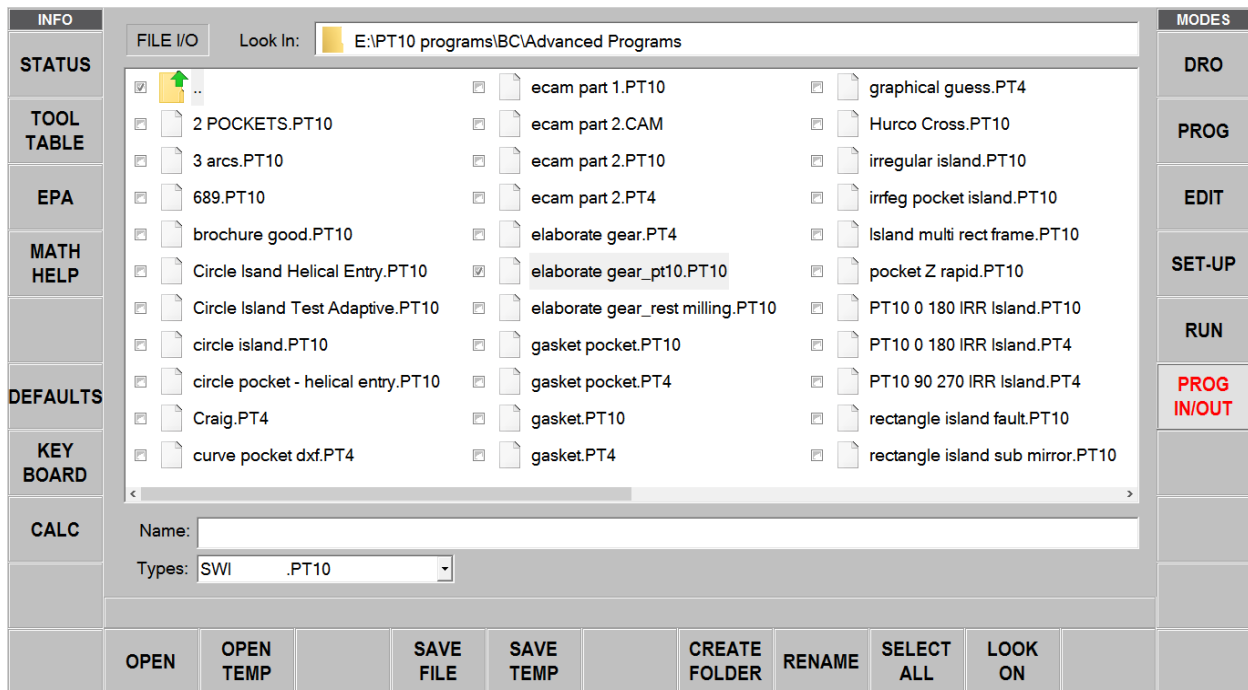 INFO
MODES
STATUS
TOOL
TABLE
EPA
MATH
HELP
DEFAULTS
KEY
BOARD
CALC
FILE I/O
Look In:
E:\PT10 programs\BC\Advanced Programs
..
2 POCKETS.PT10
3 arcs.PT10
689.PT10
brochure good.PT10
Circle Isand Helical Entry.PT10
Circle Island Test Adaptive.PT10
circle island.PT10
circle pocket - helical entry.PT10
Craig.PT4
curve pocket dxf.PT4
ecam part 1.PT10
ecam part 2.CAM
ecam part 2.PT10
ecam part 2.PT4
elaborate gear.PT4
elaborate gear_pt10.PT10
elaborate gear_rest milling.PT10
gasket pocket.PT10
gasket pocket.PT4
gasket.PT10
gasket.PT4
graphical guess.PT4
Hurco Cross.PT10
irregular island.PT10
irrfeg pocket island.PT10
Island multi rect frame.PT10
pocket Z rapid.PT10
PT10 0 180 IRR Island.PT10
PT10 0 180 IRR Island.PT4
PT10 90 270 IRR Island.PT4
rectangle island fault.PT10
rectangle island sub mirror.PT10
Name:
Types: SWI .PT10
DRO
PROG
EDIT
SET-UP
RUN
PROG
IN/OUT
OPEN
OPEN
TEMP
SAVE
FILE
SAVE
TEMP
CREATE
FOLDER
RENAME
SELECT
ALL
LOOK
ON